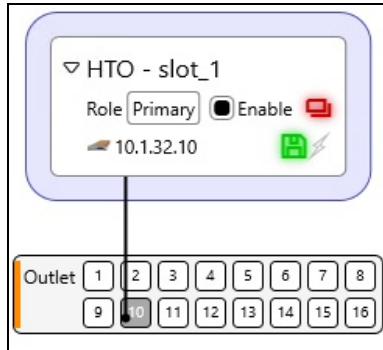 HTO - slot_1
Role Primary Enable
10.1.32.10
Outlet 1 2 3 4 5 6 7 8
9 10 11 12 13 14 15 16